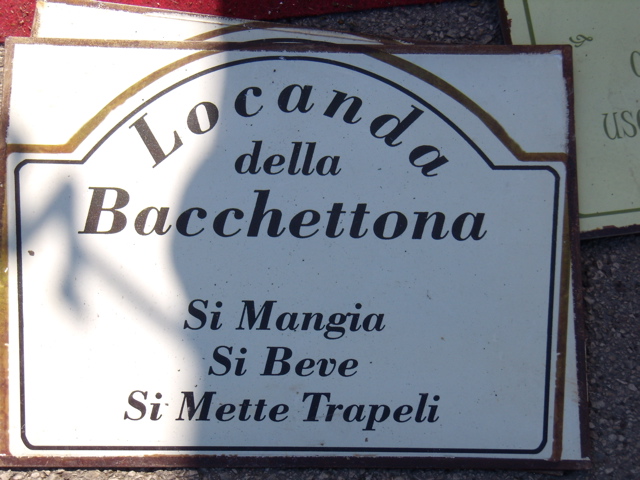 Locanda
della
Bacchettona
Si Mangia
Si Beve
Si Mette Trapeli